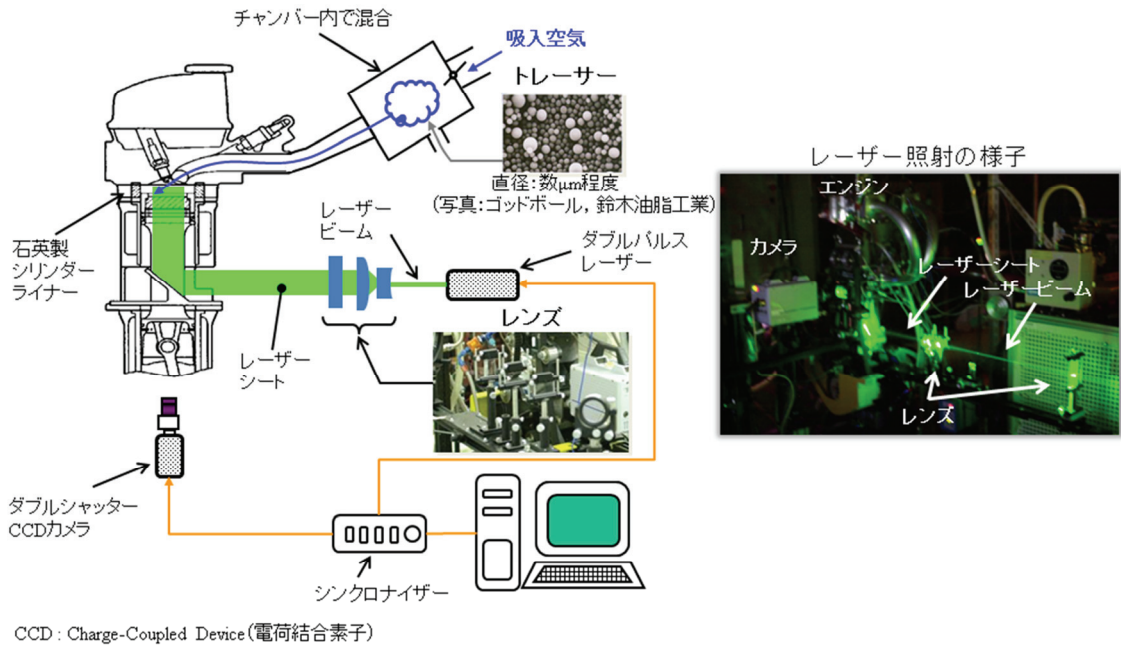 チャンバー内で混合
吸入空気
トレーサー
直径:数μm程度
(写真:ゴッドボール, 鈴木油脂工業)
石英製
シリンダー
ライナー
レーザー
ビーム
ダブルパルス
レーザー
レンズ
レーザー
シート
ダブルシャッター
CCDカメラ
シンクロナイザー
レーザー照射の様子
エンジン
カメラ
レーザーシート
レーザービーム
レンズ
CCD : Charge-Coupled Device(電荷結合素子)